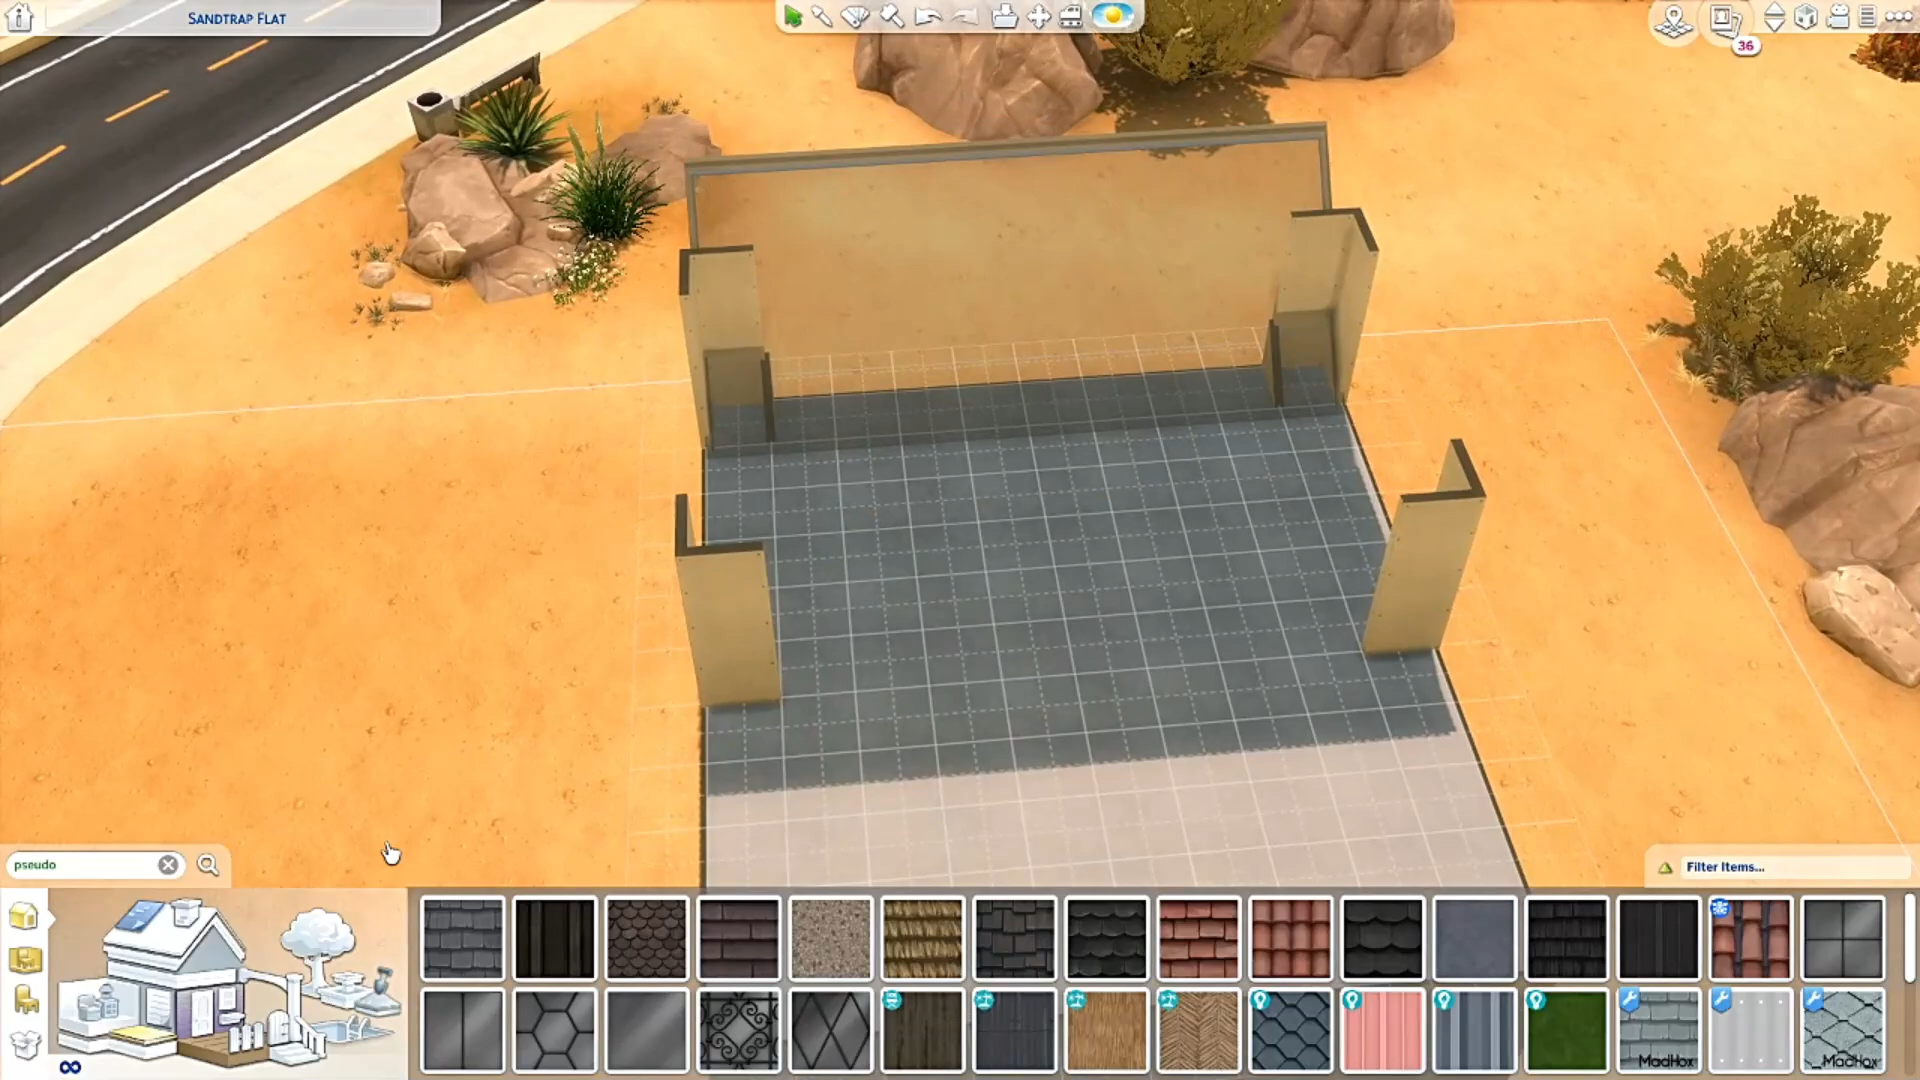 SANDTRAP FLAT
36
pseudo
Filter Items...
MadHox
MadHox